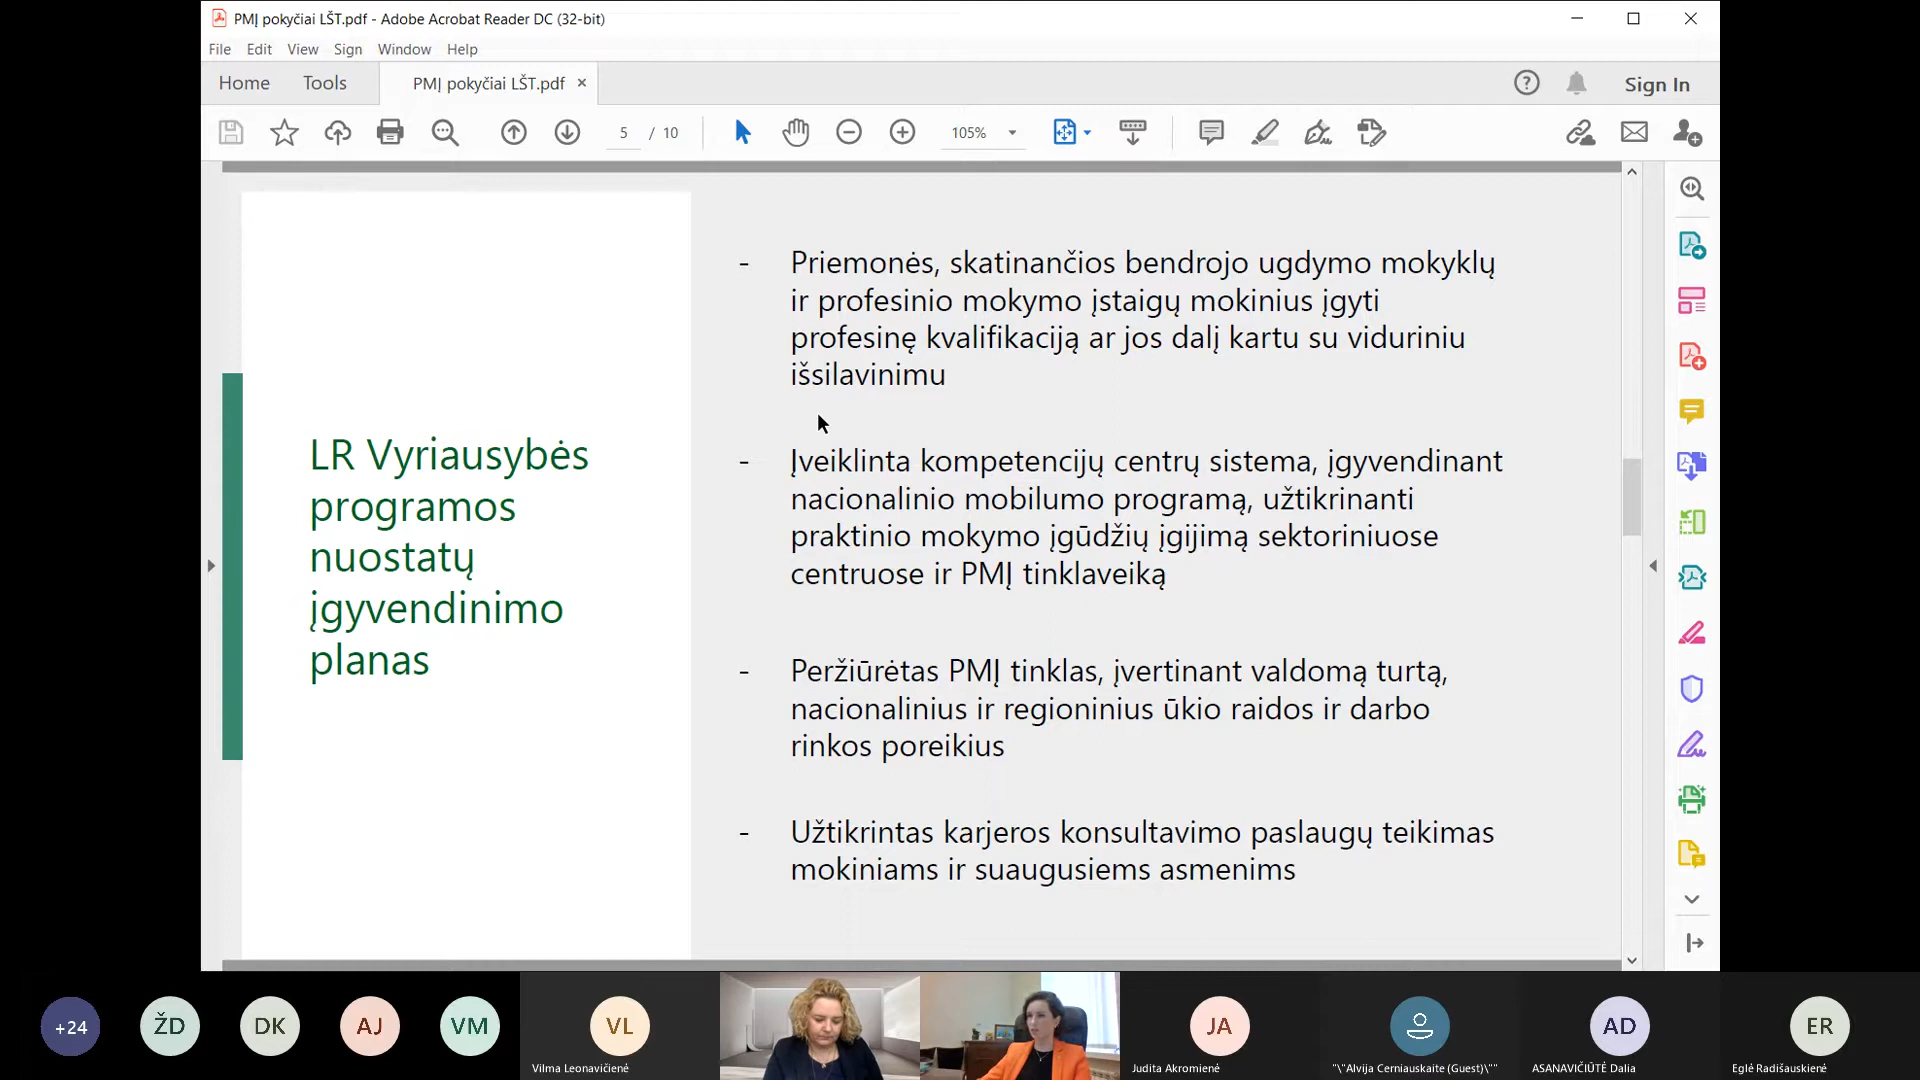 PMĮ pokyčiai LŠT.pdf - Adobe Acrobat Reader DC (32-bit)
File Edit View Sign Window Help
Home Tools PMĮ pokyčiai LŠT.pdf × Sign In
5 / 10 105%
LR Vyriausybės
programos
nuostatų
įgyvendinimo
planas
- Priemonės, skatinančios bendrojo ugdymo mokyklų
ir profesinio mokymo įstaigų mokinius įgyti
profesinę kvalifikaciją ar jos dalį kartu su viduriniu
išsilavinimu
- Įveiklinta kompetencijų centrų sistema, įgyvendinant
nacionalinio mobilumo programą, užtikrinanti
praktinio mokymo įgūdžių įgijimą sektoriniuose
centruose ir PMĮ tinklaveiką
- Peržiūrėtas PMĮ tinklas, įvertinant valdomą turtą,
nacionalinius ir regioninius ūkio raidos ir darbo
rinkos poreikius
- Užtikrintas karjeros konsultavimo paslaugų teikimas
mokiniams ir suaugusiems asmenims
+24 ŽD DK AJ VM VL JA AD ER
Vilma Leonavičienė Judita Akromienė "\"Alvija Cerniauskaite (Guest)\"" ASANAVIČIŪTĖ Dalia Eglė Radišauskienė